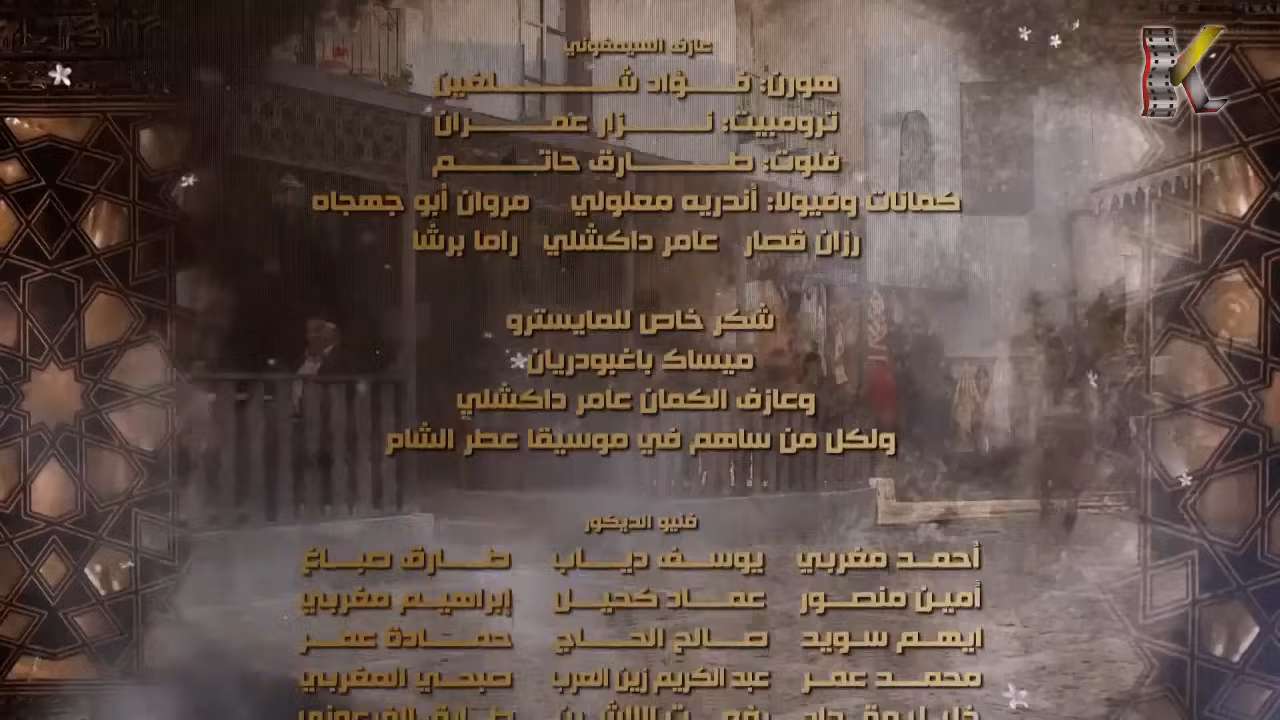 عازف السيمفوني
هورن: فؤاد شلغين
ترومبيت: نزار عمران
فلوت: طارق حاتم
كمانات وفيولا: أندريه معلولي مروان أبو جهجاه
رزان قصار عامر داكشلي راما برشا
شكر خاص للمايسترو
ميساك باغبودريان
وعازف الكمان عامر داكشلي
ولكل من ساهم في موسيقا عطر الشام
فنيو الديكور
أحمد مغربي يوسف دياب طارق صباغ
أمين منصور عماد كحيل إبراهيم مغربي
ايهم سويد صالح الحاج حمادة عمر
محمد عمر عبد الكريم زين العرب صبحي المغربي